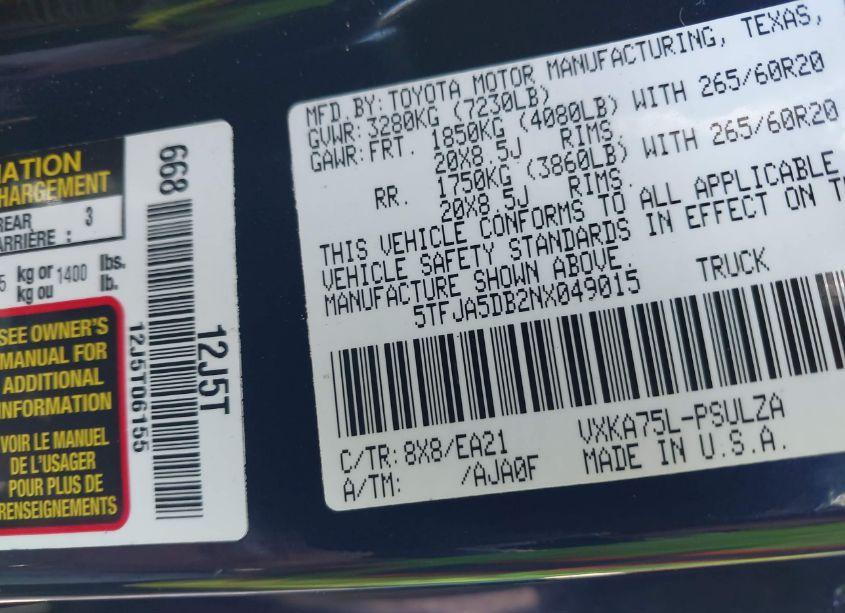 MATION
CHARGEMENT
REAR 3
ARRIÈRE :
5 kg or 1400 lbs.
kg ou lb.
SEE OWNER'S
MANUAL FOR
ADDITIONAL
INFORMATION
VOIR LE MANUEL
DE L'USAGER
POUR PLUS DE
RENSEIGNEMENTS
668
12J5T06155
12J5T
MFD.BY: TOYOTA MOTOR MANUFACTURING, TEXAS,
GVWR: 3280KG (7230LB)
GAWR: FRT. 1850KG (4080LB) WITH 265/60R20
20X8.5J RIMS.
RR. 1750KG (3860LB) WITH 265/60R20
20X8.5J RIMS.
THIS VEHICLE CONFORMS TO ALL APPLICABLE
VEHICLE SAFETY STANDARDS IN EFFECT ON T
MANUFACTURE SHOWN ABOVE.
5TFJA5DB2NX049015 TRUCK
C/TR: 8X8/EA21 VXKA75L-PSULZA
A/TM: /AJA0F MADE IN U.S.A.